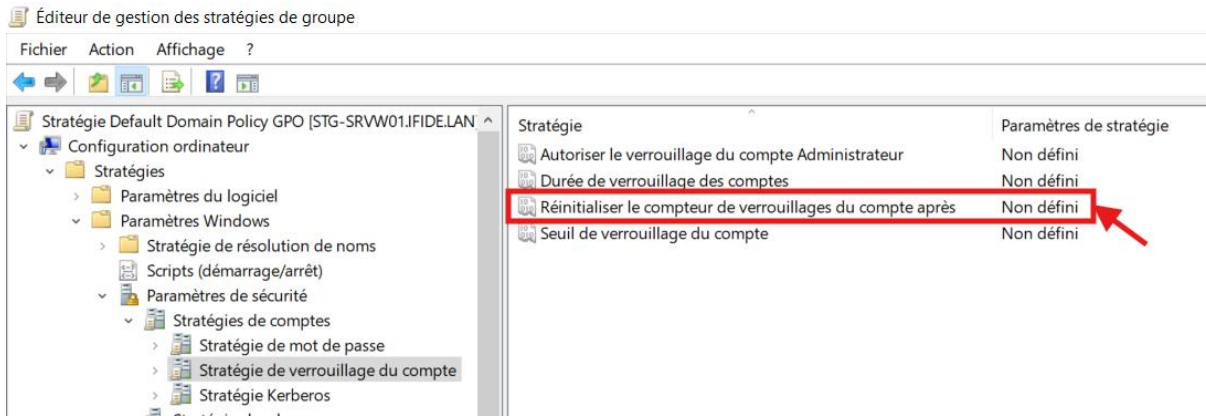 Éditeur de gestion des stratégies de groupe
Fichier Action Affichage ?
Stratégie Default Domain Policy GPO [STG-SRVW01.IFIDE.LAN]
Configuration ordinateur
Stratégies
Paramètres du logiciel
Paramètres Windows
Stratégie de résolution de noms
Scripts (démarrage/arrêt)
Paramètres de sécurité
Stratégies de comptes
Stratégie de mot de passe
Stratégie de verrouillage du compte
Stratégie Kerberos
Stratégie Paramètres de stratégie
Autoriser le verrouillage du compte Administrateur Non défini
Durée de verrouillage des comptes Non défini
Réinitialiser le compteur de verrouillages du compte après Non défini
Seuil de verrouillage du compte Non défini